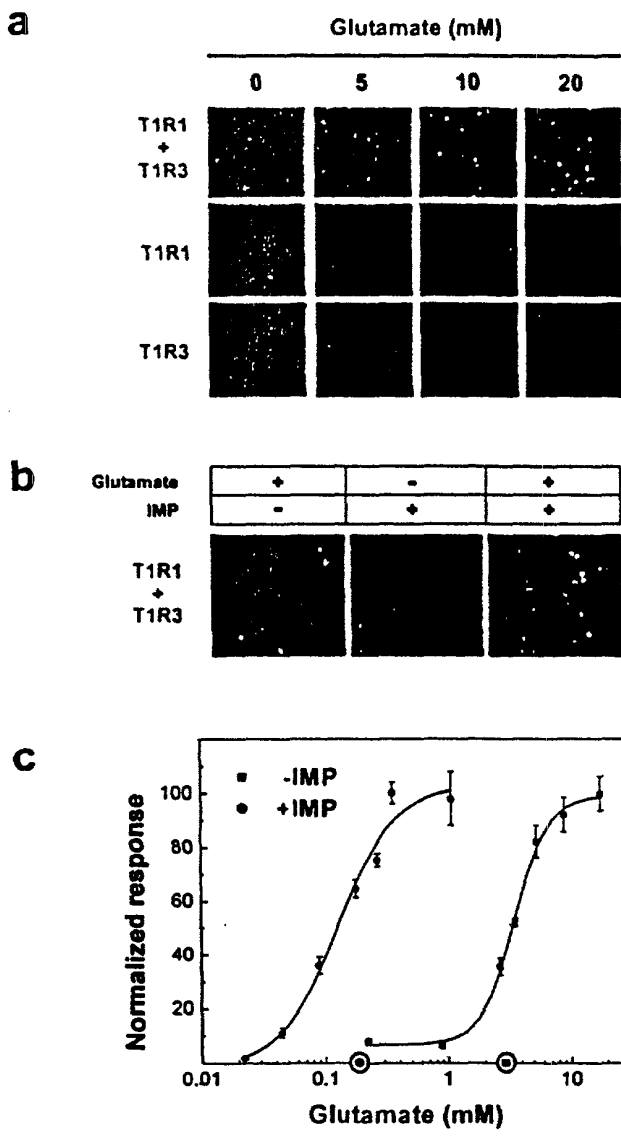 a
Glutamate (mM)
0 5 10 20
T1R1
+
T1R3
T1R1
T1R3
b
Glutamate + - +
IMP - + +
T1R1
+
T1R3
c
-IMP
+IMP
100
80
60
40
20
Normalized response
0.01 0.1 1 10
Glutamate (mM)